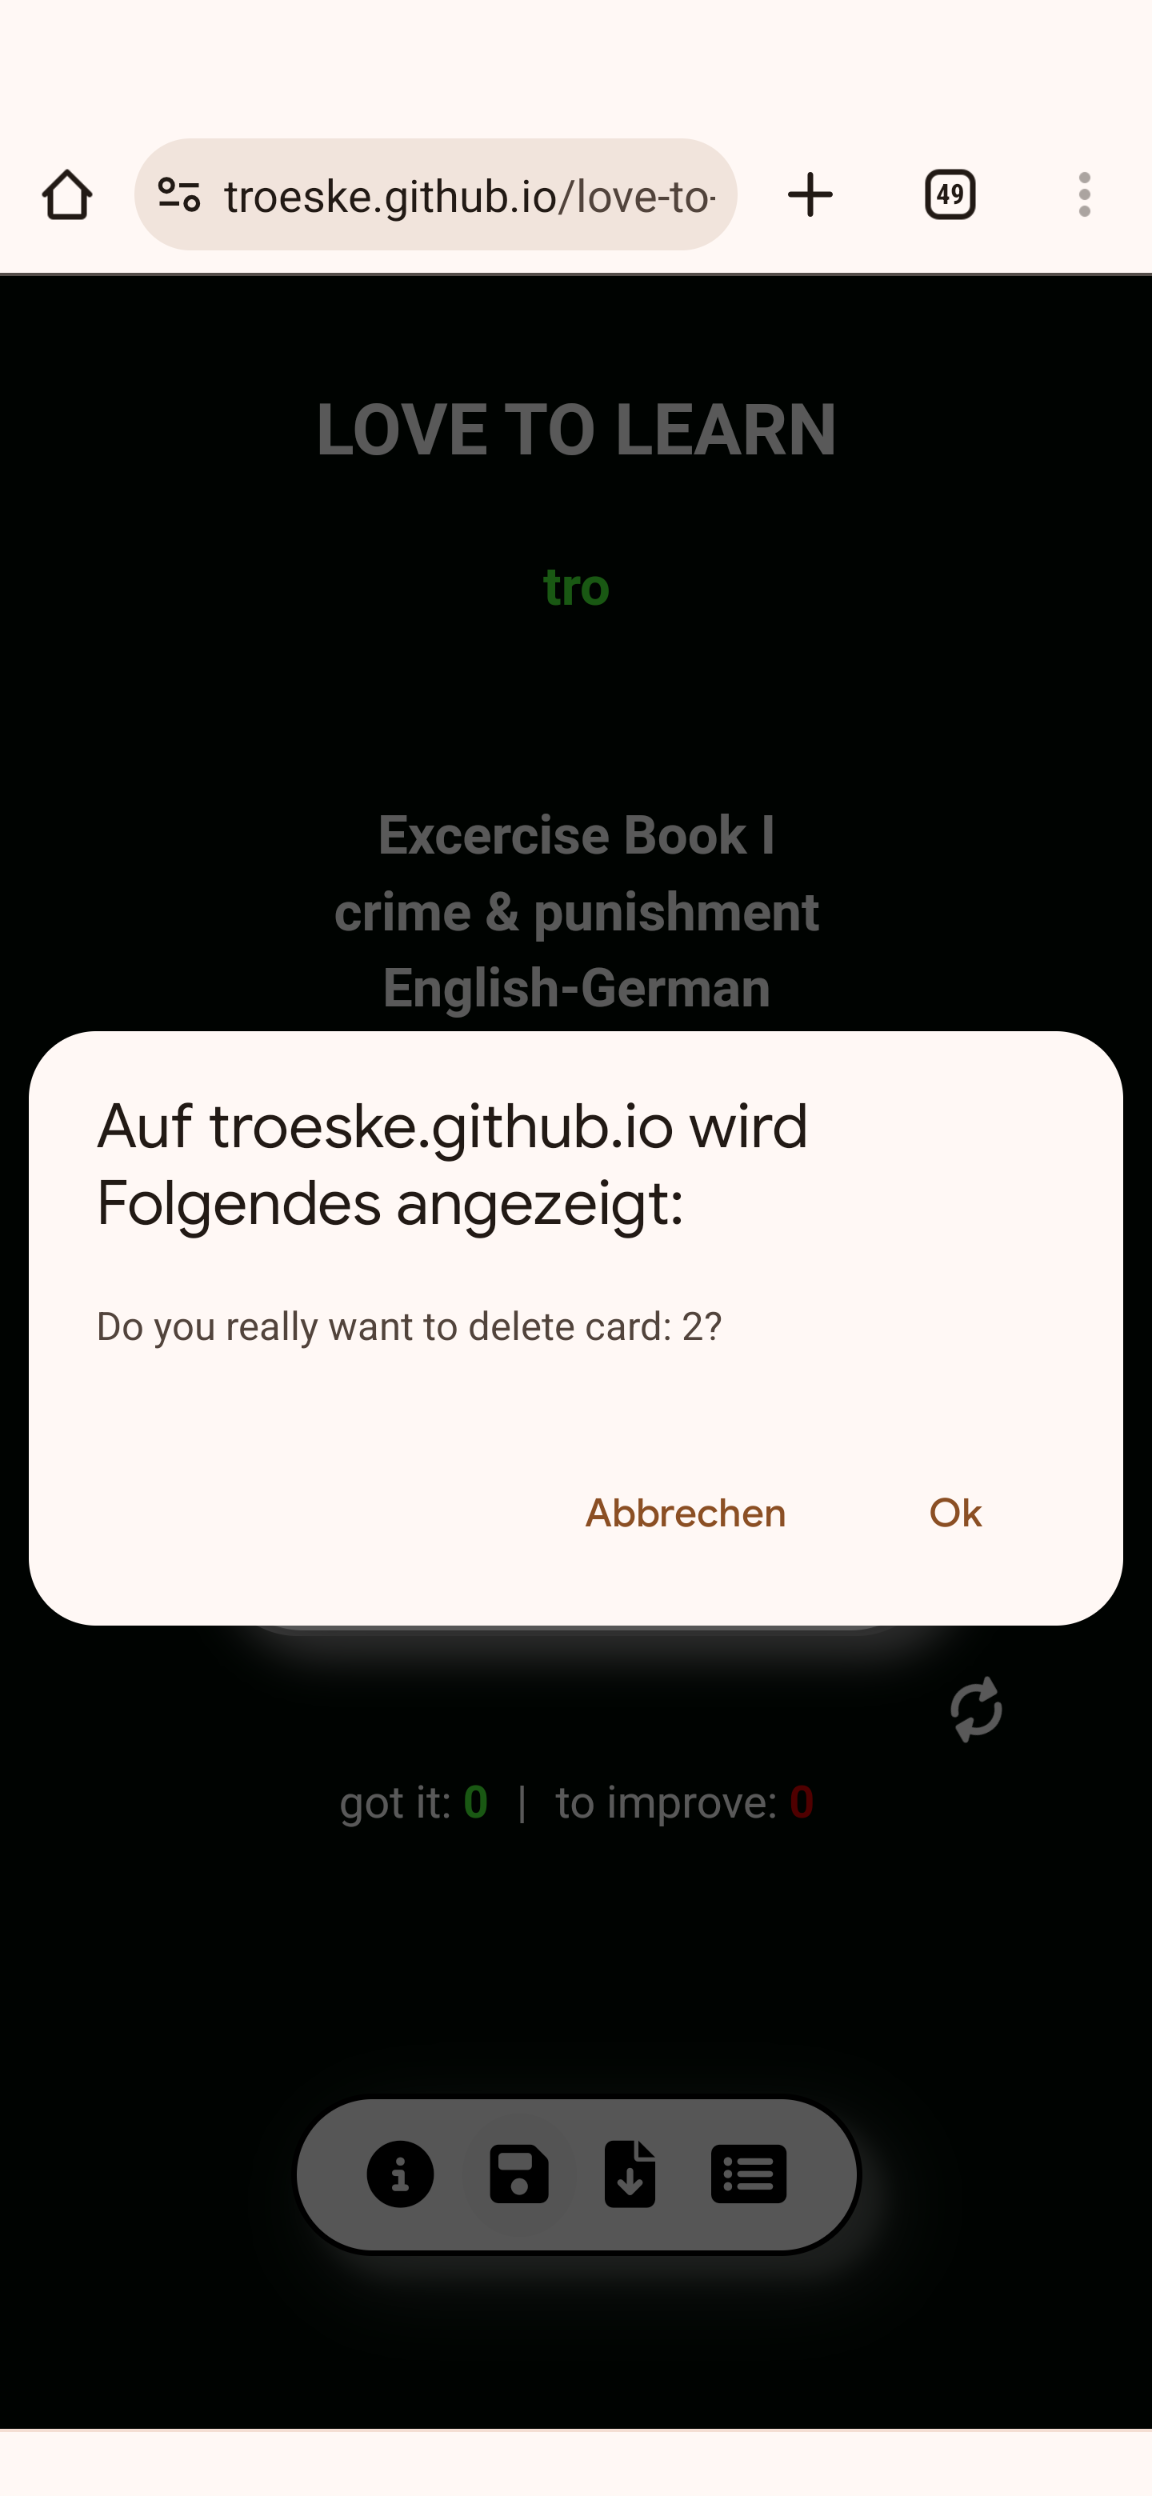 troeske.github.io/love-to-
49
LOVE TO LEARN
tro
Excercise Book I
crime & punishment
English-German
Auf troeske.github.io wird
Folgendes angezeigt:
Do you really want to delete card: 2?
Abbrechen Ok
got it: 0 | to improve: 0